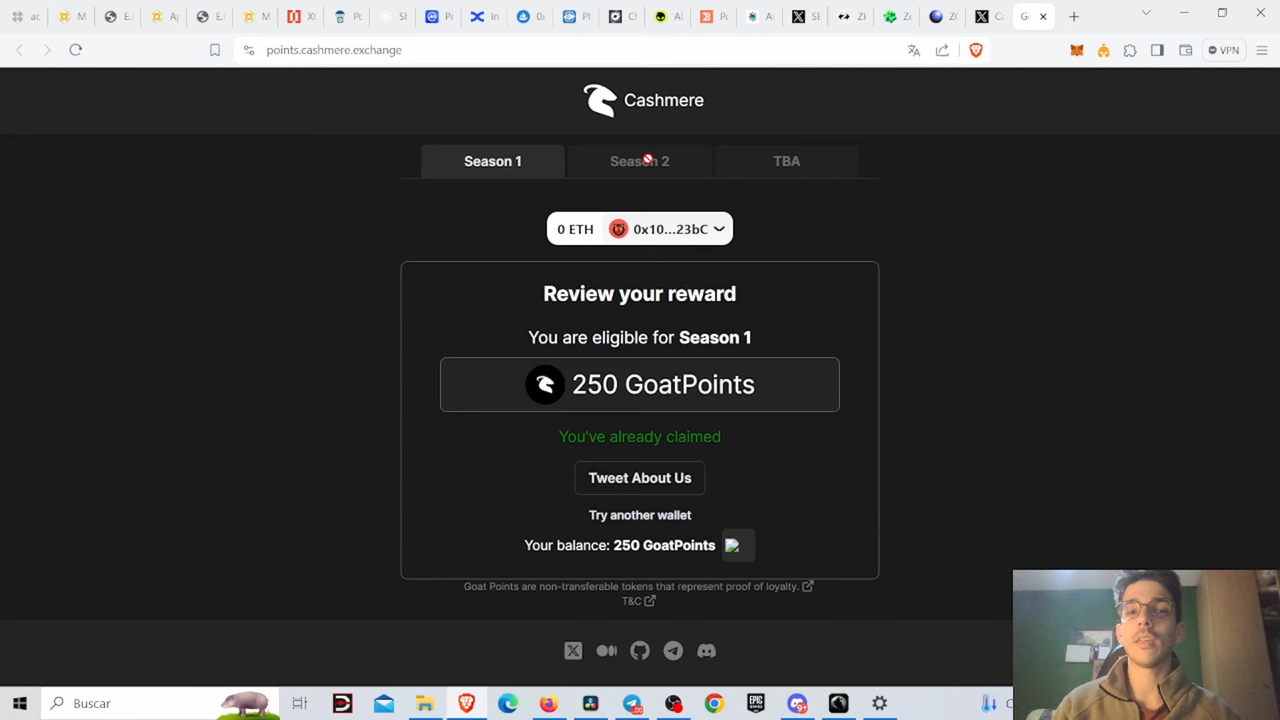 points.cashmere.exchange
VPN
Cashmere
Season 1
Season 2
TBA
0 ETH
0x10...23bC
Review your reward
You are eligible for Season 1
250 GoatPoints
You've already claimed
Tweet About Us
Try another wallet
Your balance: 250 GoatPoints
Goat Points are non-transferable tokens that represent proof of loyalty.
T&C
Buscar